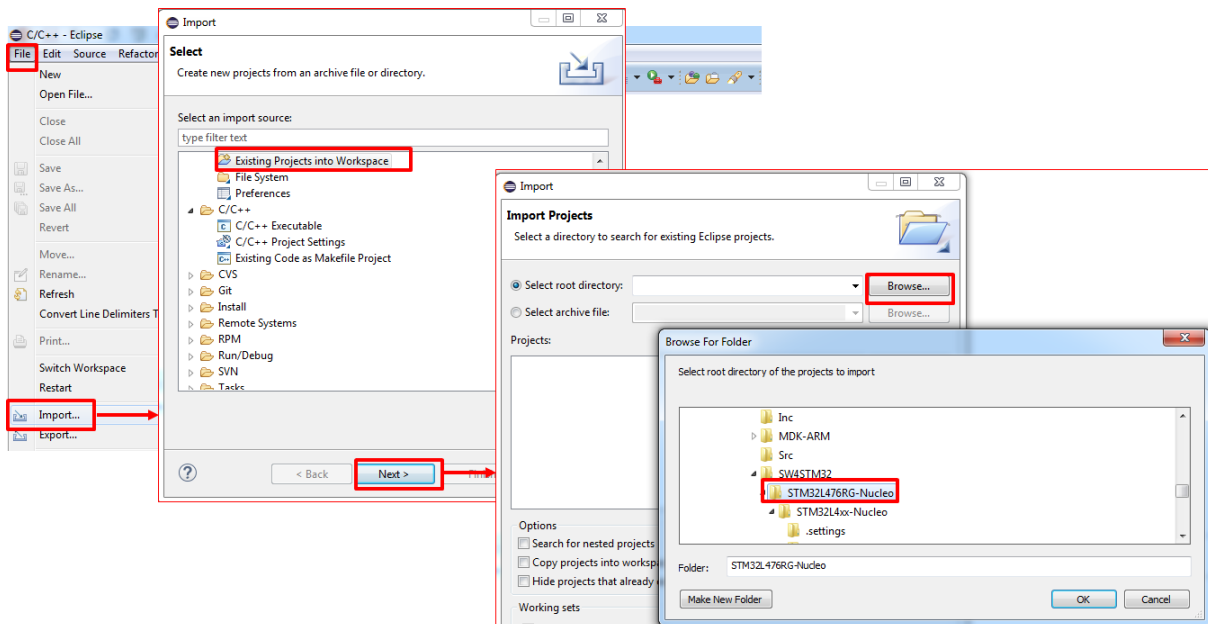 C/C++ - Eclipse
File Edit Source Refactor
New
Open File...
Close
Close All
Save
Save As...
Save All
Revert
Move...
Rename...
Refresh
Convert Line Delimiters T
Print...
Switch Workspace
Restart
Import...
Export...
Import
Select
Create new projects from an archive file or directory.
Select an import source:
type filter text
Existing Projects into Workspace
File System
Preferences
C/C++
C/C++ Executable
C/C++ Project Settings
Existing Code as Makefile Project
CVS
Git
Install
Remote Systems
RPM
Run/Debug
SVN
Tasks
? < Back Next >
Import
Import Projects
Select a directory to search for existing Eclipse projects.
Select root directory: Browse...
Select archive file: Browse...
Projects:
Options
Search for nested projects
Copy projects into worksp
Hide projects that already
Working sets
Browse For Folder
Select root directory of the projects to import
Inc
MDK-ARM
Src
SW4STM32
STM32L476RG-Nucleo
STM32L4xx-Nucleo
.settings
Folder: STM32L476RG-Nucleo
Make New Folder OK Cancel